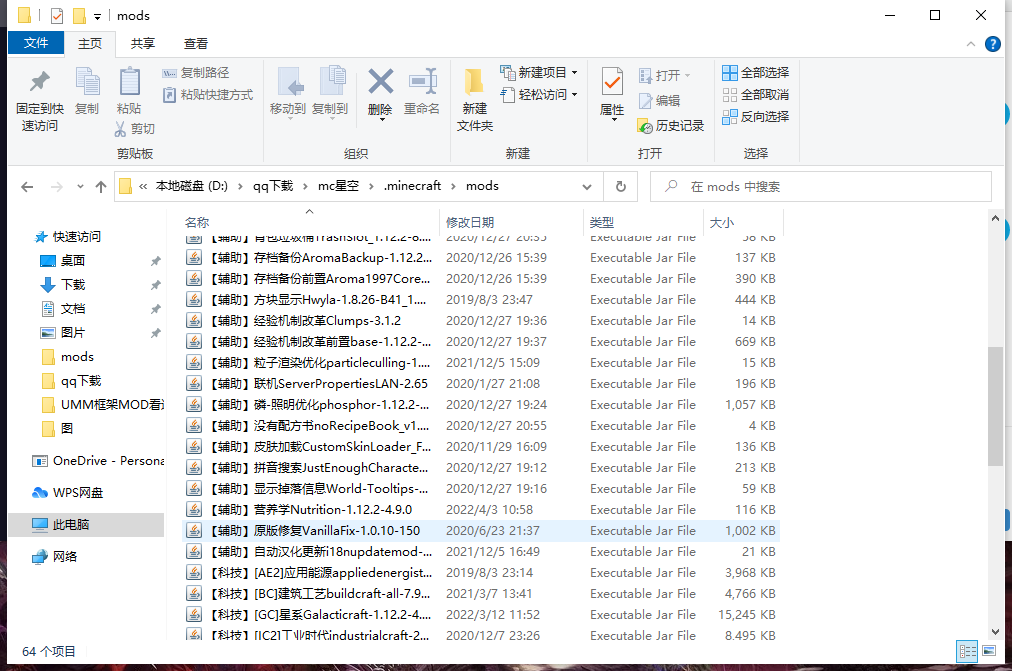 mods
文件 主页 共享 查看
固定到快速访问
复制
粘贴
复制路径
粘贴快捷方式
剪切
剪贴板
移动到
复制到
删除
重命名
组织
新建文件夹
新建项目
轻松访问
新建
属性
打开
编辑
历史记录
打开
全部选择
全部取消
反向选择
选择
« 本地磁盘 (D:) › qq下载 › mc星空 › .minecraft › mods
在 mods 中搜索
快速访问
桌面
下载
文档
图片
mods
qq下载
UMM框架MOD看
图
OneDrive - Persona
WPS网盘
此电脑
网络
名称 修改日期 类型 大小
【辅助】背包垃圾桶TrashSlot_1.12.2-8.... 2020/12/27 20:35 Executable Jar File 58 KB
【辅助】存档备份AromaBackup-1.12.2... 2020/12/26 15:39 Executable Jar File 137 KB
【辅助】存档备份前置Aroma1997Core... 2020/12/26 15:39 Executable Jar File 390 KB
【辅助】方块显示Hwyla-1.8.26-B41_1.... 2019/8/3 23:47 Executable Jar File 444 KB
【辅助】经验机制改革Clumps-3.1.2 2020/12/27 19:36 Executable Jar File 14 KB
【辅助】经验机制改革前置base-1.12.2-... 2020/12/27 19:37 Executable Jar File 669 KB
【辅助】粒子渲染优化particleculling-1.... 2021/12/5 15:09 Executable Jar File 15 KB
【辅助】联机ServerPropertiesLAN-2.65 2020/1/27 21:08 Executable Jar File 196 KB
【辅助】磷-照明优化phosphor-1.12.2-... 2020/12/27 19:24 Executable Jar File 1,057 KB
【辅助】没有配方书noRecipeBook_v1.... 2020/12/27 20:55 Executable Jar File 4 KB
【辅助】皮肤加载CustomSkinLoader_F... 2020/11/29 16:09 Executable Jar File 136 KB
【辅助】拼音搜索JustEnoughCharacte... 2020/12/27 19:12 Executable Jar File 213 KB
【辅助】显示掉落信息World-Tooltips-... 2020/12/27 19:16 Executable Jar File 59 KB
【辅助】营养学Nutrition-1.12.2-4.9.0 2022/4/3 10:58 Executable Jar File 116 KB
【辅助】原版修复VanillaFix-1.0.10-150 2020/6/23 21:37 Executable Jar File 1,002 KB
【辅助】自动汉化更新i18nupdatemod-... 2021/12/5 16:49 Executable Jar File 21 KB
【科技】[AE2]应用能源appliedenergist... 2019/8/3 23:14 Executable Jar File 3,968 KB
【科技】[BC]建筑工艺buildcraft-all-7.9... 2021/3/7 13:41 Executable Jar File 4,766 KB
【科技】[GC]星系Galacticraft-1.12.2-4.... 2022/3/12 11:52 Executable Jar File 15,245 KB
【科技】[IC2]工业时代industrialcraft-2... 2020/12/7 23:26 Executable Jar File 8,495 KB
64 个项目